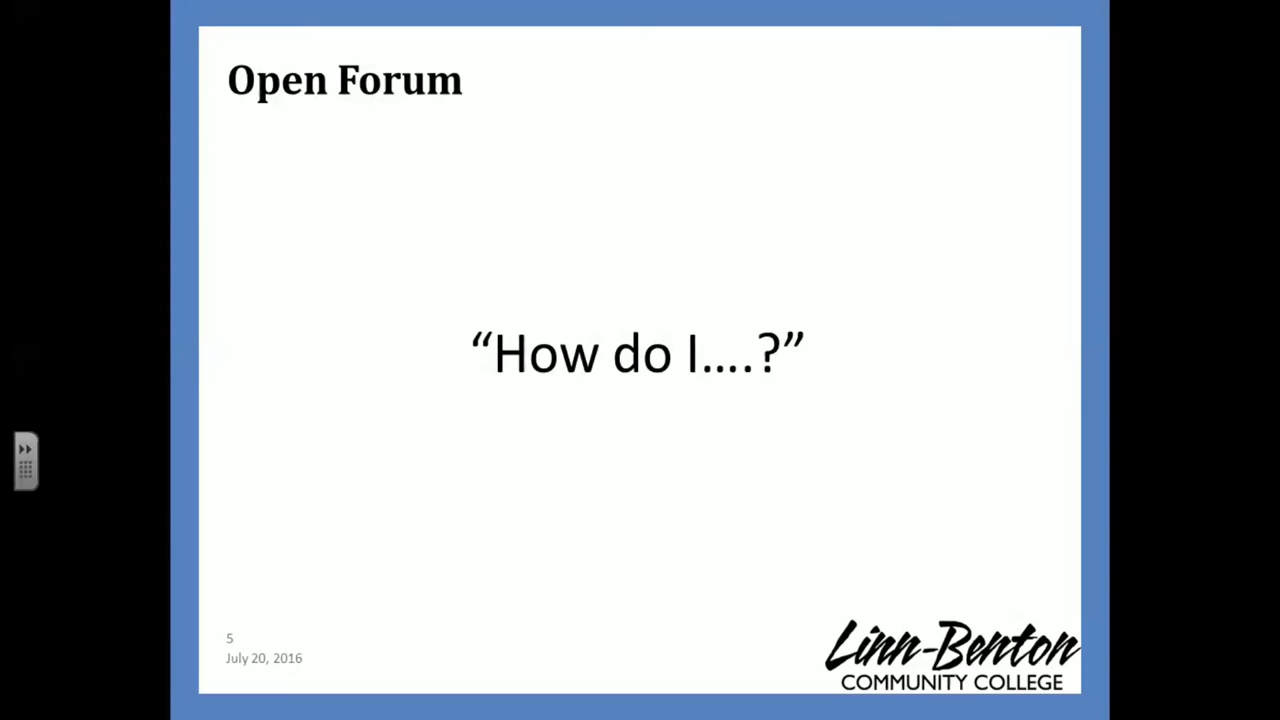 Open Forum
“How do I....?”
5
July 20, 2016
Linn-Benton
COMMUNITY COLLEGE